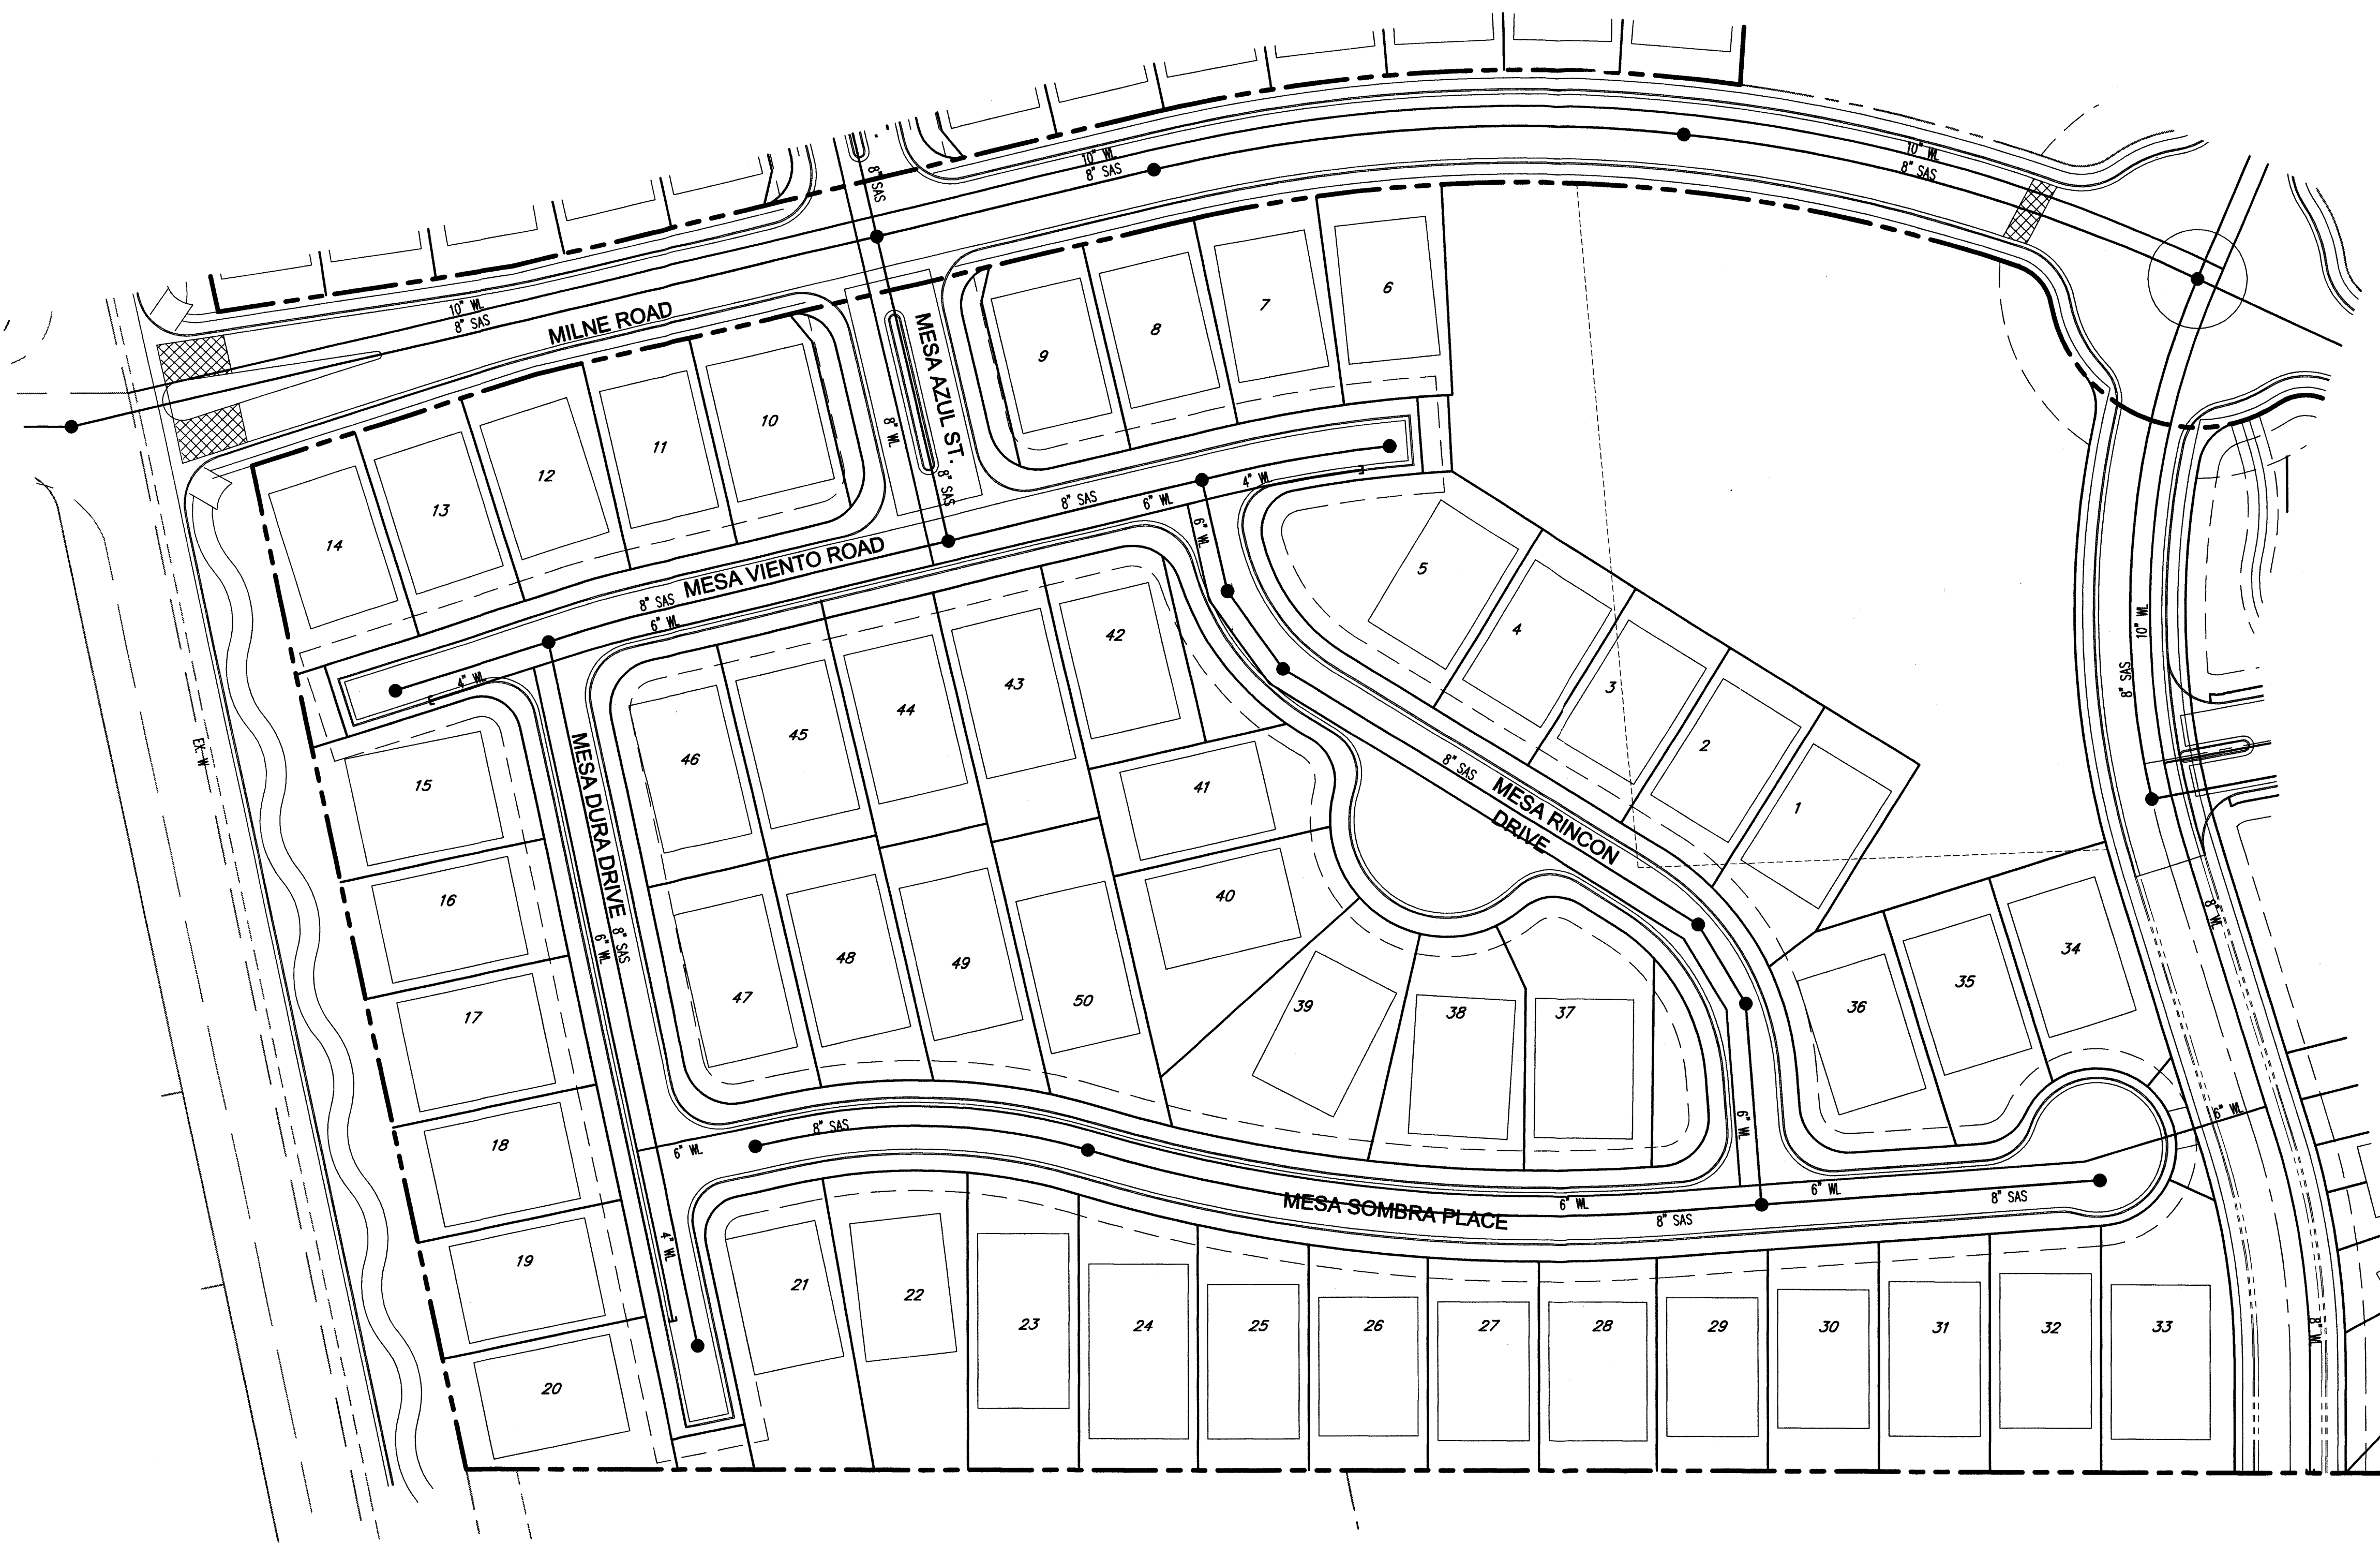 10" WL
8" SAS
10" WL
8" SAS
8" SAS
10" WL
8" SAS
MILNE ROAD
MESA AZUL ST.
8" WL
8" SAS
6
7
8
9
10
11
12
13
14
8" SAS
6" WL
4" WL
6" WL
MESA VIENTO ROAD
8" SAS
6" WL
4" WL
EX. W
5
4
3
2
1
42
43
44
45
46
41
40
MESA DURA DRIVE
8" SAS
6" WL
8" SAS
MESA RINCON
DRIVE
10" WL
8" SAS
8" WL
15
16
17
18
19
20
47
48
49
50
39
38
37
36
35
34
6" WL
8" SAS
6" WL
6" WL
MESA SOMBRA PLACE
6" WL
8" SAS
6" WL
8" SAS
4" WL
8" WL
21
22
23
24
25
26
27
28
29
30
31
32
33